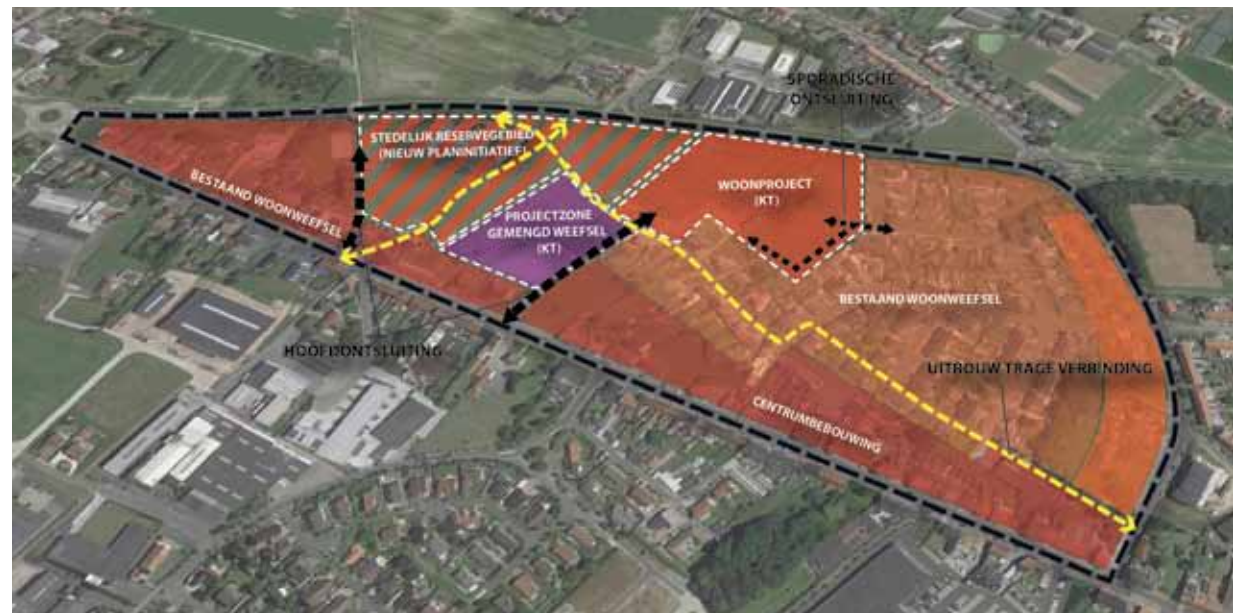 SPORADISCHE
ONTSLUITING
STEDELIJK RESERVEGEBIED
(NIEUW PLANINITIATIEF)
BESTAAND WOONWEEFSEL
WOONPROJECT
(KT)
PROJECTZONE
GEMENGD WEEFSEL
(KT)
BESTAAND WOONWEEFSEL
HOOFDONTSLUITING
UITBOUW TRAGE VERBINDING
CENTRUMBEBOUWING